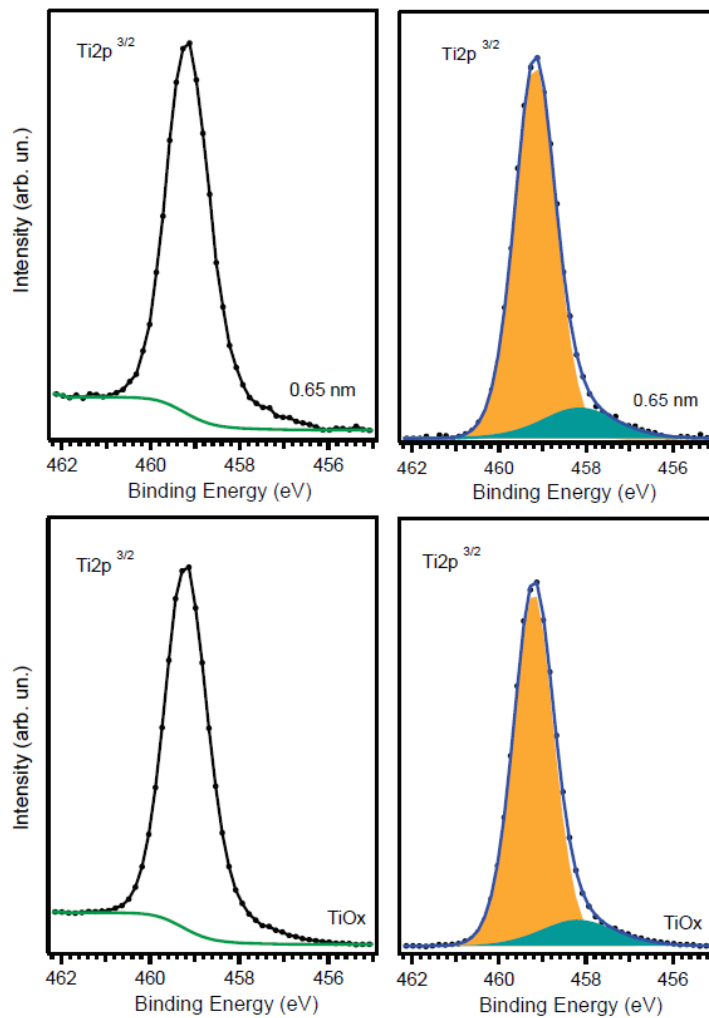 Ti2p 3/2
Intensity (arb. un.)
0.65 nm
462 460 458 456
Binding Energy (eV)
Ti2p 3/2
0.65 nm
462 460 458 456
Binding Energy (eV)
Ti2p 3/2
Intensity (arb. un.)
TiOx
462 460 458 456
Binding Energy (eV)
Ti2p 3/2
TiOx
462 460 458 456
Binding Energy (eV)